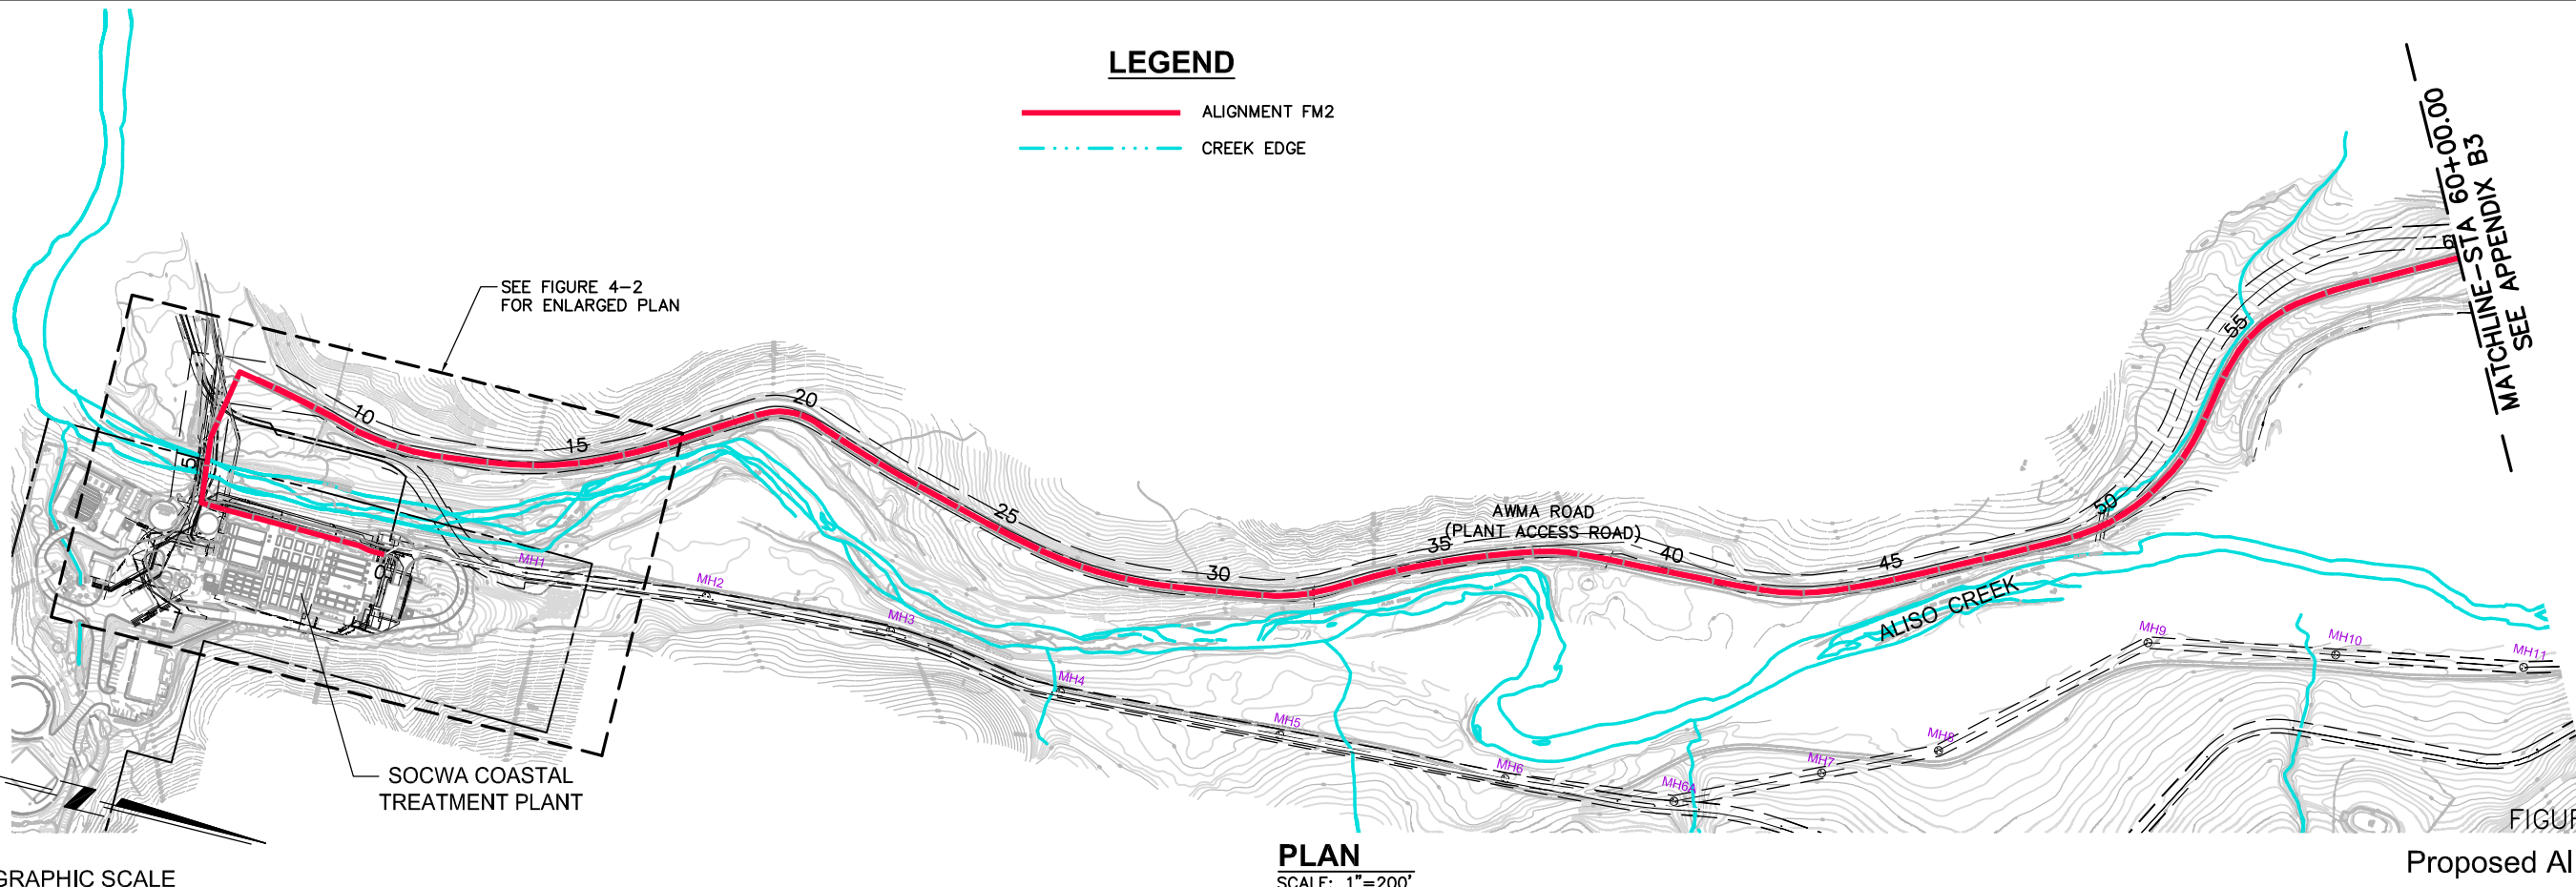 LEGEND
ALIGNMENT FM2
CREEK EDGE
SEE FIGURE 4-2
FOR ENLARGED PLAN
MATCHLINE-STA 60+00.00
SEE APPENDIX B3
0
5
10
15
20
25
30
35
40
45
50
55
6
AWMA ROAD
(PLANT ACCESS ROAD)
ALISO CREEK
MH1
MH2
MH3
MH4
MH5
MH6
MH6A
MH7
MH8
MH9
MH10
MH11
SOCWA COASTAL
TREATMENT PLANT
PLAN
SCALE: 1"=200'
GRAPHIC SCALE
FIGUR
Proposed Al